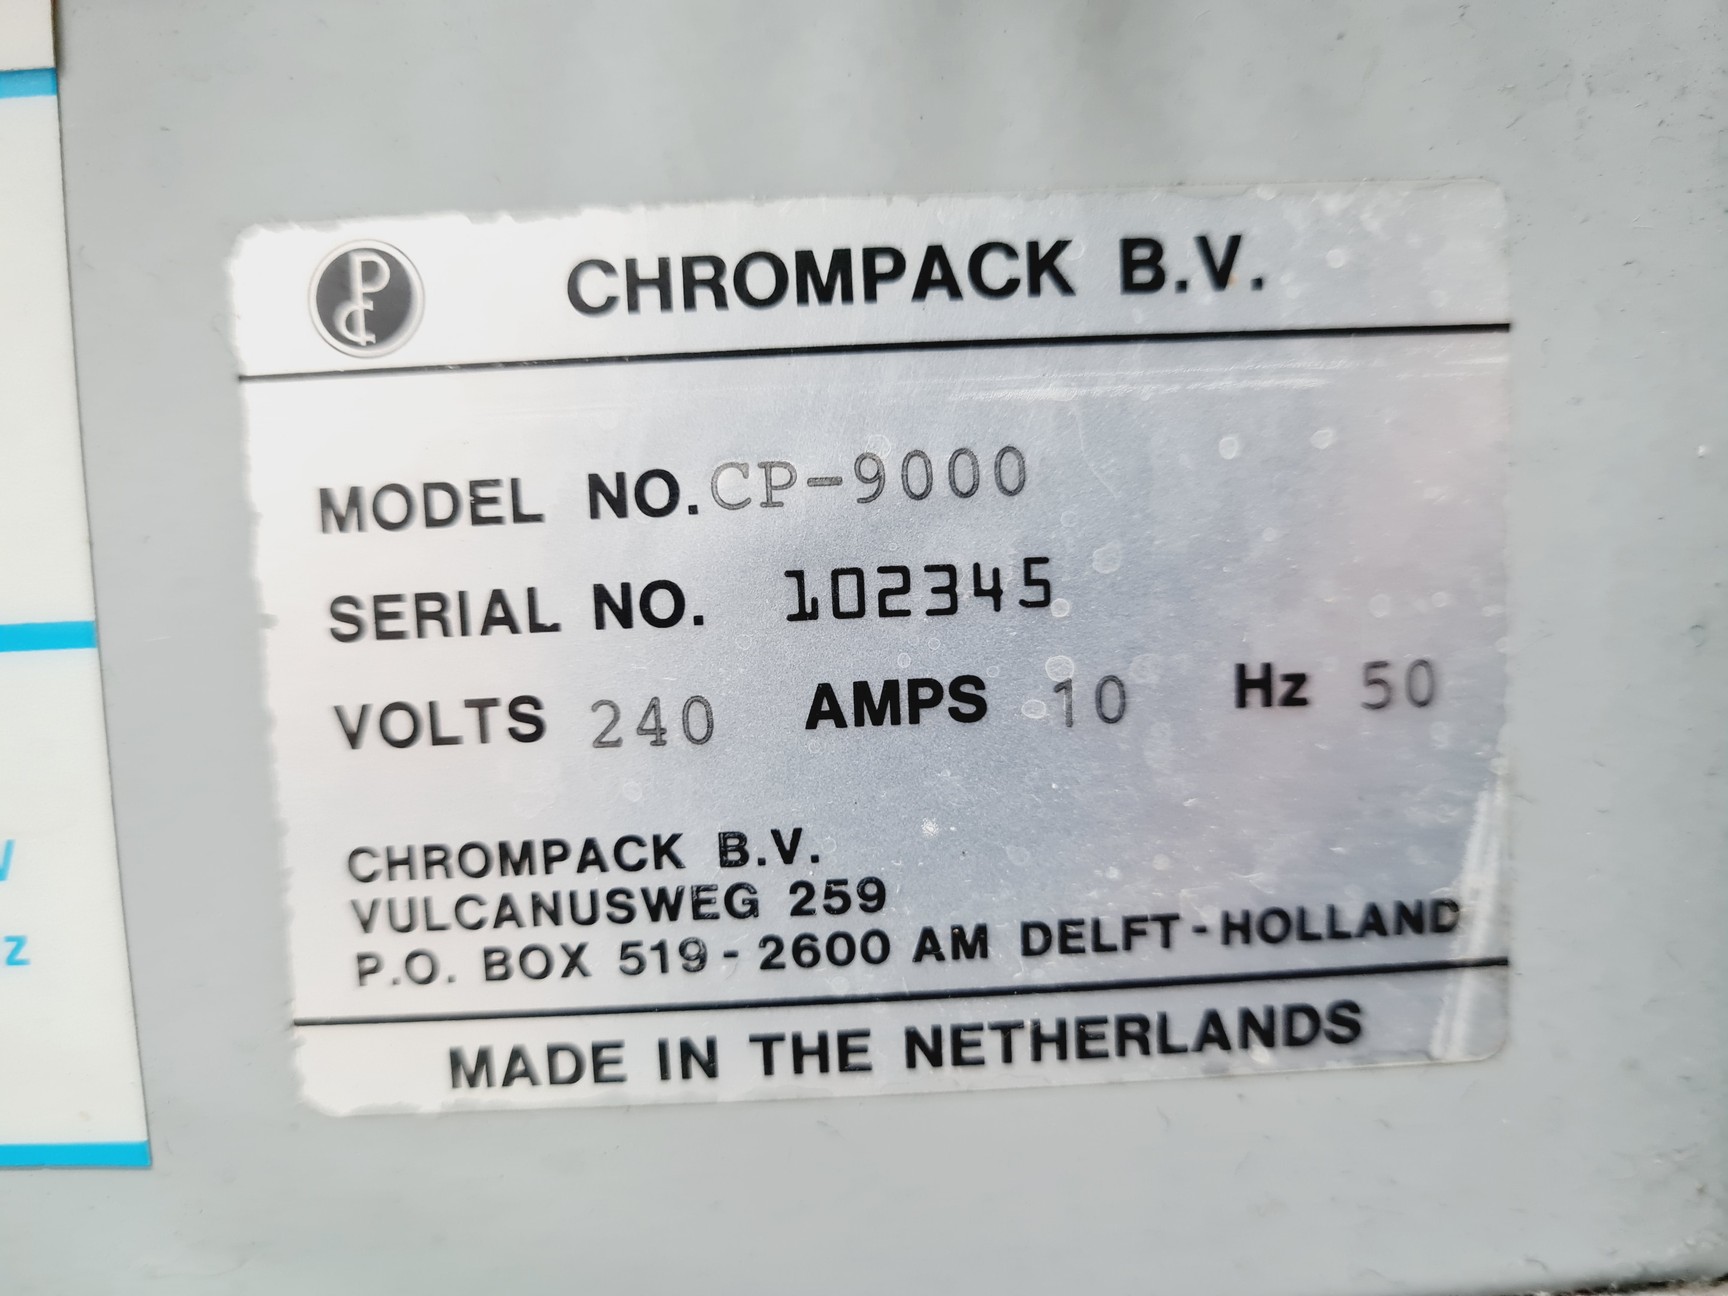 CHROMPACK B.V.
MODEL NO. CP-9000
SERIAL NO. 102345
VOLTS 240 AMPS 10 Hz 50
CHROMPACK B.V.
VULCANUSWEG 259
P.O. BOX 519 - 2600 AM DELFT - HOLLAND
MADE IN THE NETHERLANDS